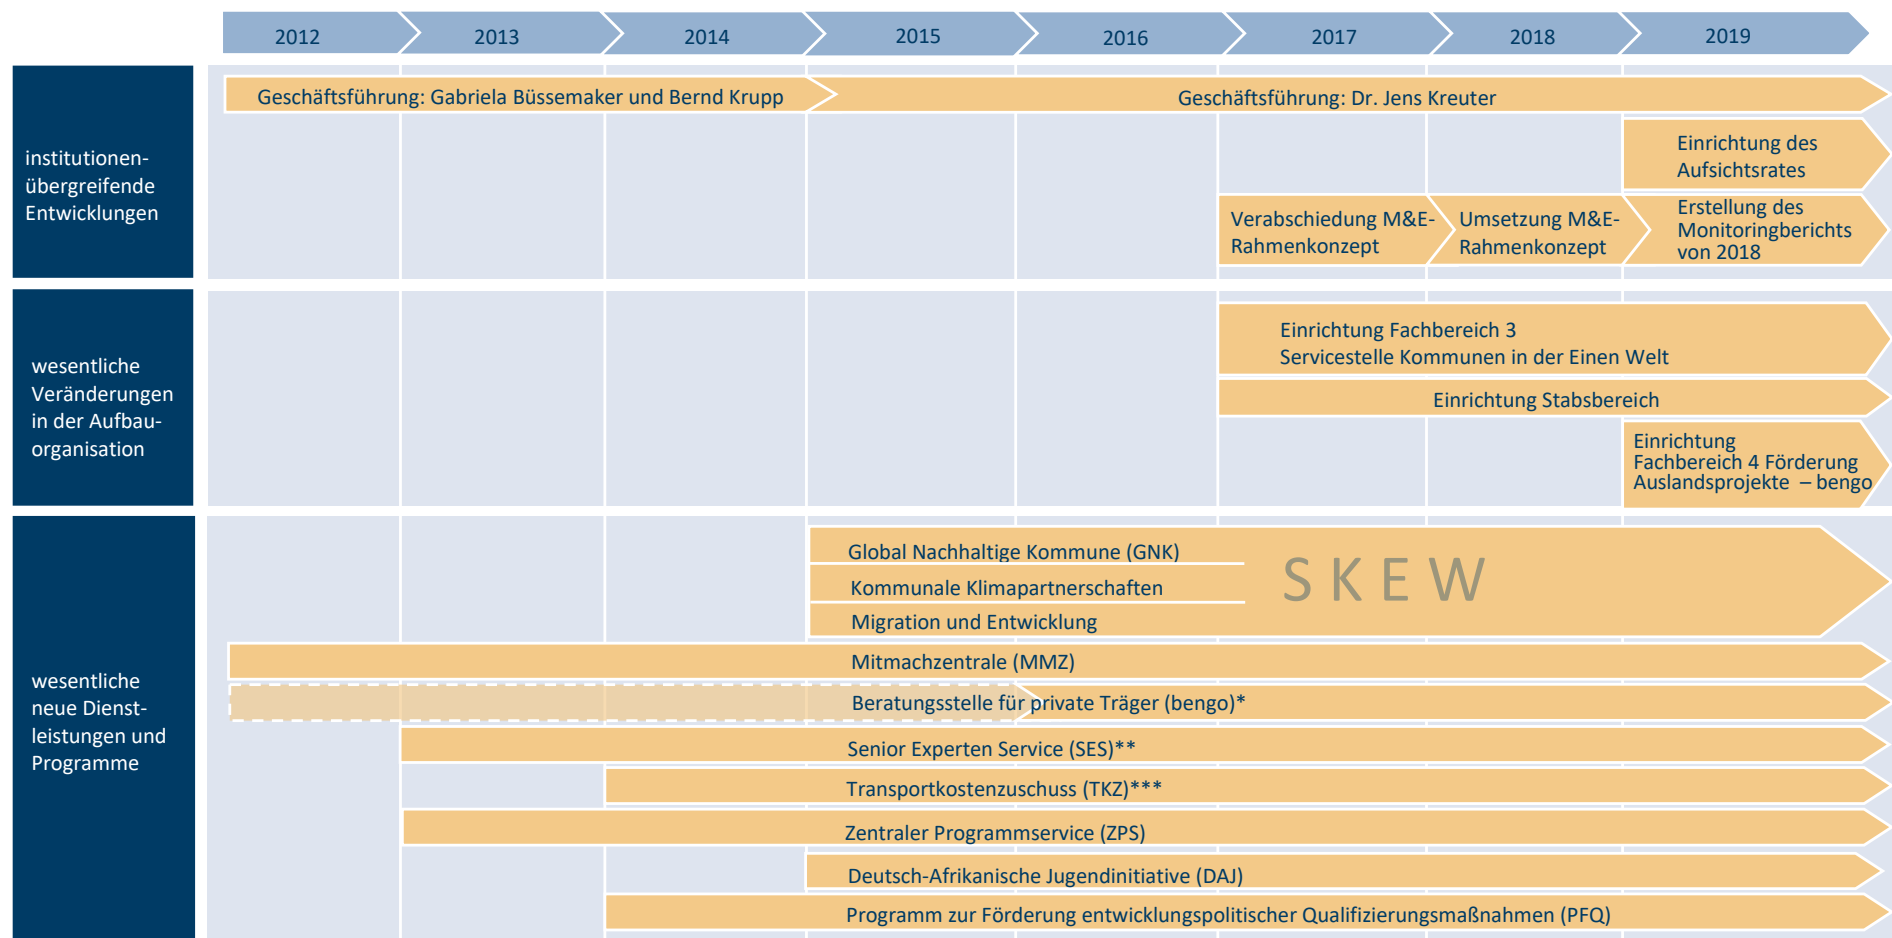 2012
2013
2014
2015
2016
2017
2018
2019
institutionen-
übergreifende
Entwicklungen
Geschäftsführung: Gabriela Büssemaker und Bernd Krupp
Geschäftsführung: Dr. Jens Kreuter
Einrichtung des
Aufsichtsrates
Verabschiedung M&E-
Rahmenkonzept
Umsetzung M&E-
Rahmenkonzept
Erstellung des
Monitoringberichts
von 2018
wesentliche
Veränderungen
in der Aufbau-
organisation
Einrichtung Fachbereich 3
Servicestelle Kommunen in der Einen Welt
Einrichtung Stabsbereich
Einrichtung
Fachbereich 4 Förderung
Auslandsprojekte – bengo
wesentliche
neue Dienst-
leistungen und
Programme
Global Nachhaltige Kommune (GNK)
Kommunale Klimapartnerschaften
Migration und Entwicklung
S K E W
Mitmachzentrale (MMZ)
Beratungsstelle für private Träger (bengo)*
Senior Experten Service (SES)**
Transportkostenzuschuss (TKZ)***
Zentraler Programmservice (ZPS)
Deutsch-Afrikanische Jugendinitiative (DAJ)
Programm zur Förderung entwicklungspolitischer Qualifizierungsmaßnahmen (PFQ)